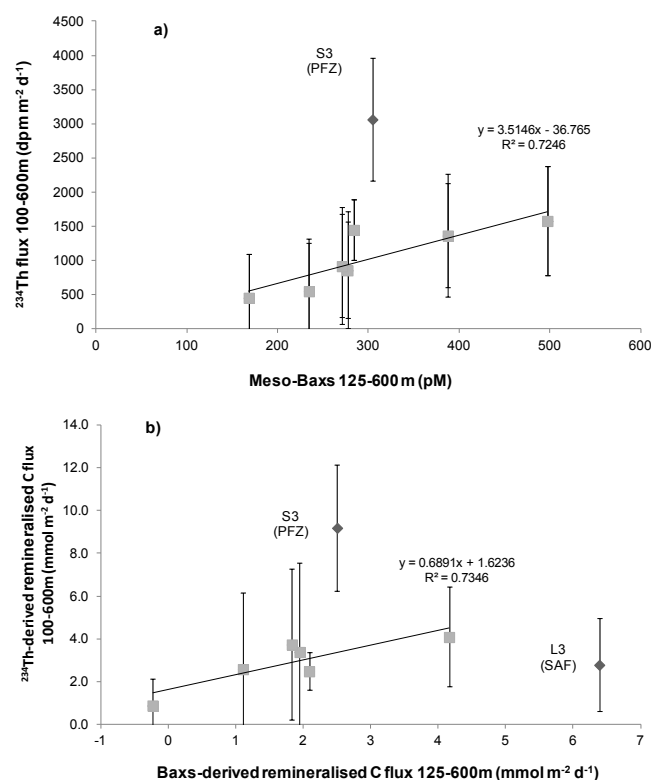 a)
4500
4000
3500
3000
2500
2000
1500
1000
500
0
²³⁴Th flux 100-600m (dpm m⁻² d⁻¹)
S3
(PFZ)
y = 3.5146x - 36.765
R² = 0.7246
0 100 200 300 400 500 600
Meso-Baxs 125-600m (pM)
b)
14.0
12.0
10.0
8.0
6.0
4.0
2.0
0.0
²³⁴Th-derived remineralised C flux
100-600m (mmol m⁻² d⁻¹)
S3
(PFZ)
y = 0.6891x + 1.6236
R² = 0.7346
L3
(SAF)
-1 0 1 2 3 4 5 6 7
Baxs-derived remineralised C flux 125-600m (mmol m⁻² d⁻¹)